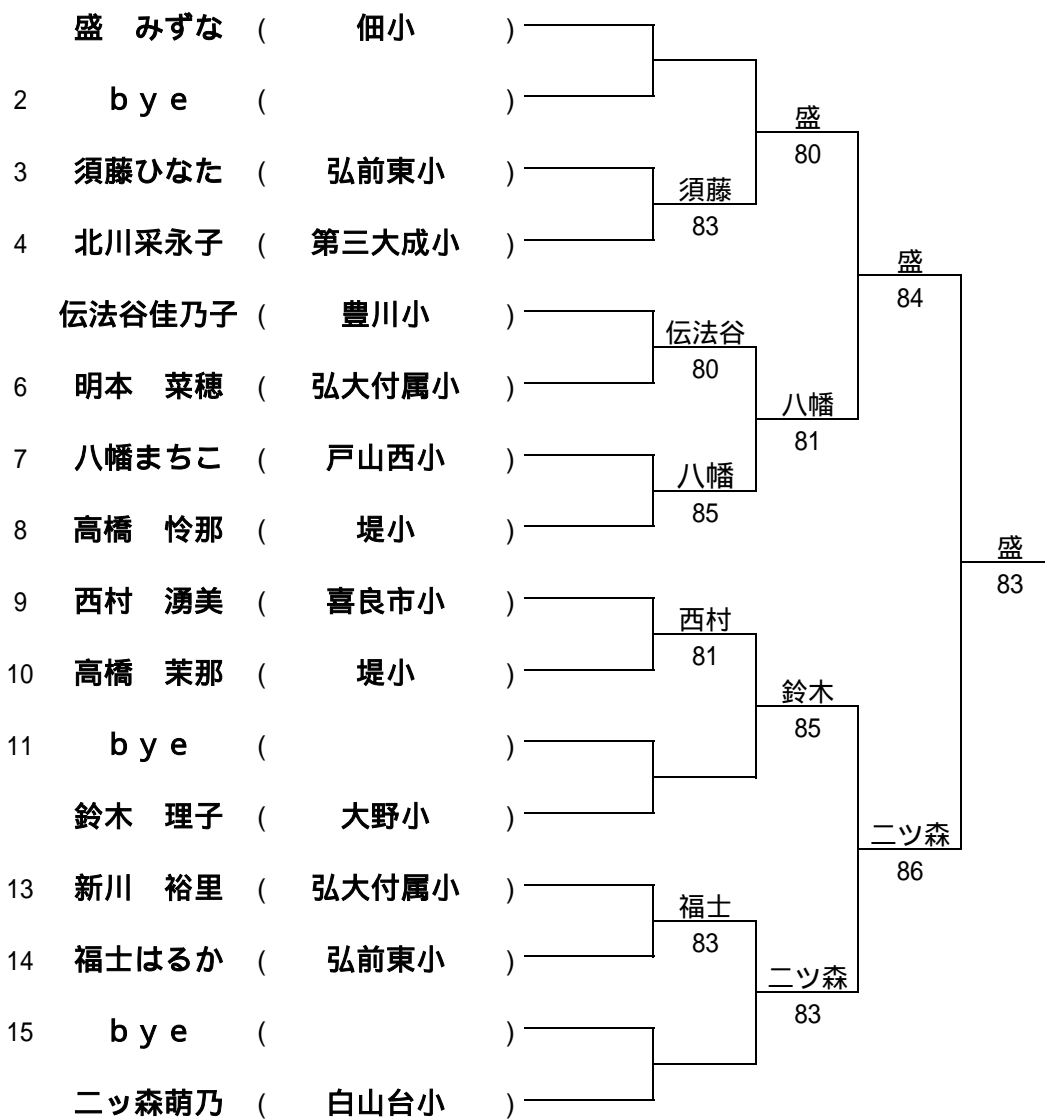 盛　みずな ( 佃小 )
2 ｂｙｅ ( )
盛
80
3 須藤ひなた ( 弘前東小 )
須藤
83
4 北川采永子 ( 第三大成小 )
盛
84
伝法谷佳乃子 ( 豊川小 )
伝法谷
80
6 明本　菜穂 ( 弘大付属小 )
八幡
81
7 八幡まちこ ( 戸山西小 )
八幡
85
8 高橋　怜那 ( 堤小 )
盛
83
9 西村　湧美 ( 喜良市小 )
西村
81
10 高橋　茉那 ( 堤小 )
鈴木
85
11 ｂｙｅ ( )
鈴木　理子 ( 大野小 )
二ツ森
86
13 新川　裕里 ( 弘大付属小 )
福士
83
14 福士はるか ( 弘前東小 )
二ツ森
83
15 ｂｙｅ ( )
二ッ森萌乃 ( 白山台小 )